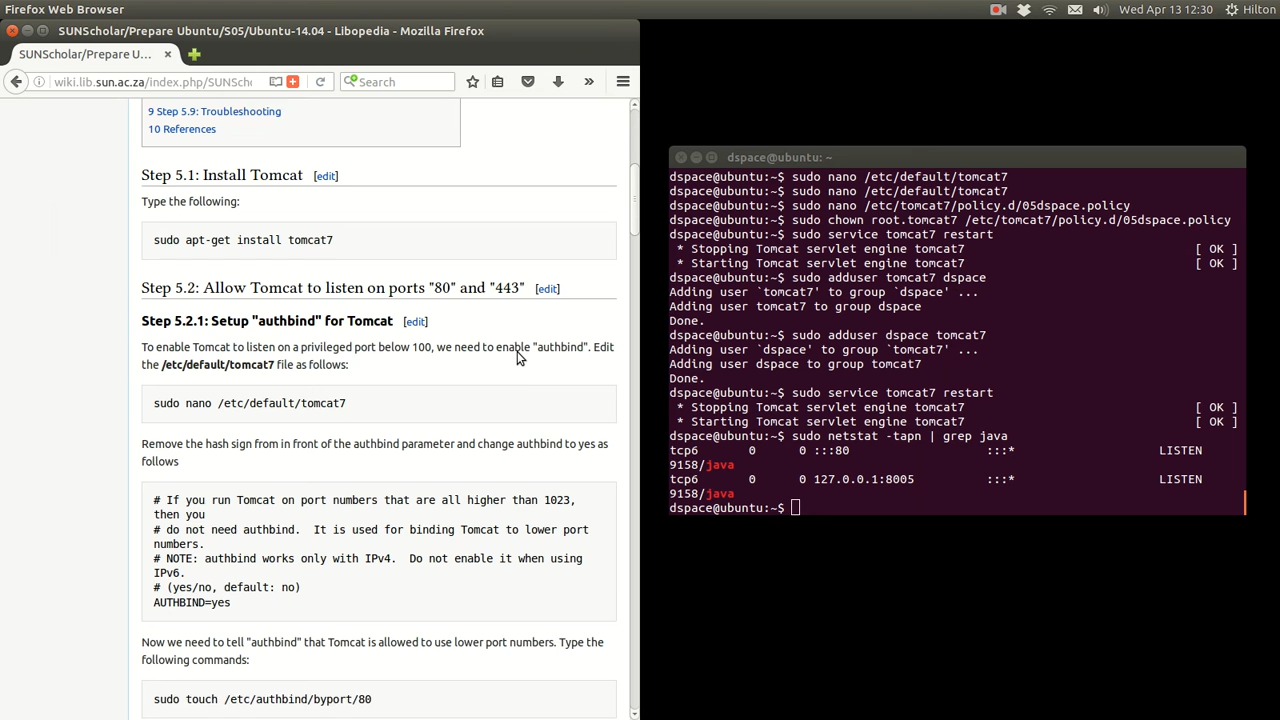 Firefox Web Browser
Wed Apr 13 12:30 Hilton
SUNScholar/Prepare Ubuntu/S05/Ubuntu-14.04 - Libopedia - Mozilla Firefox
SUNScholar/Prepare U... ×
wiki.lib.sun.ac.za/index.php/SUNSch
Search
9 Step 5.9: Troubleshooting
10 References
Step 5.1: Install Tomcat [edit]
Type the following:
sudo apt-get install tomcat7
Step 5.2: Allow Tomcat to listen on ports "80" and "443" [edit]
Step 5.2.1: Setup "authbind" for Tomcat [edit]
To enable Tomcat to listen on a privileged port below 100, we need to enable "authbind". Edit
the /etc/default/tomcat7 file as follows:
sudo nano /etc/default/tomcat7
Remove the hash sign from in front of the authbind parameter and change authbind to yes as
follows
# If you run Tomcat on port numbers that are all higher than 1023,
then you
# do not need authbind.  It is used for binding Tomcat to lower port
numbers.
# NOTE: authbind works only with IPv4.  Do not enable it when using
IPv6.
# (yes/no, default: no)
AUTHBIND=yes
Now we need to tell "authbind" that Tomcat is allowed to use lower port numbers. Type the
following commands:
sudo touch /etc/authbind/byport/80
dspace@ubuntu: ~
dspace@ubuntu:~$ sudo nano /etc/default/tomcat7
dspace@ubuntu:~$ sudo nano /etc/default/tomcat7
dspace@ubuntu:~$ sudo nano /etc/tomcat7/policy.d/05dspace.policy
dspace@ubuntu:~$ sudo chown root.tomcat7 /etc/tomcat7/policy.d/05dspace.policy
dspace@ubuntu:~$ sudo service tomcat7 restart
 * Stopping Tomcat servlet engine tomcat7 [ OK ]
 * Starting Tomcat servlet engine tomcat7 [ OK ]
dspace@ubuntu:~$ sudo adduser tomcat7 dspace
Adding user `tomcat7' to group `dspace' ...
Adding user tomcat7 to group dspace
Done.
dspace@ubuntu:~$ sudo adduser dspace tomcat7
Adding user `dspace' to group `tomcat7' ...
Adding user dspace to group tomcat7
Done.
dspace@ubuntu:~$ sudo service tomcat7 restart
 * Stopping Tomcat servlet engine tomcat7 [ OK ]
 * Starting Tomcat servlet engine tomcat7 [ OK ]
dspace@ubuntu:~$ sudo netstat -tapn | grep java
tcp6 0 0 :::80 :::* LISTEN
9158/java
tcp6 0 0 127.0.0.1:8005 :::* LISTEN
9158/java
dspace@ubuntu:~$